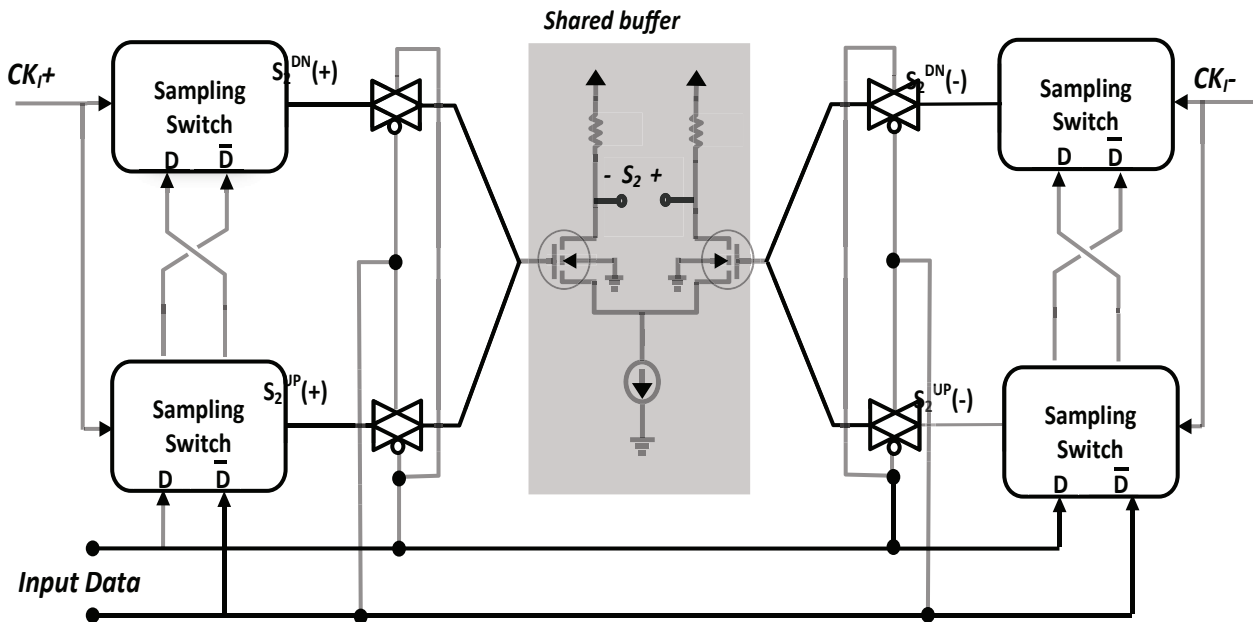 Shared buffer
CKI+
Sampling
Switch
D D̅
S2DN(+)
S2DN(-)
Sampling
Switch
D D̅
CKI-
- S2 +
Sampling
Switch
D D̅
S2UP(+)
S2UP(-)
Sampling
Switch
D D̅
Input Data